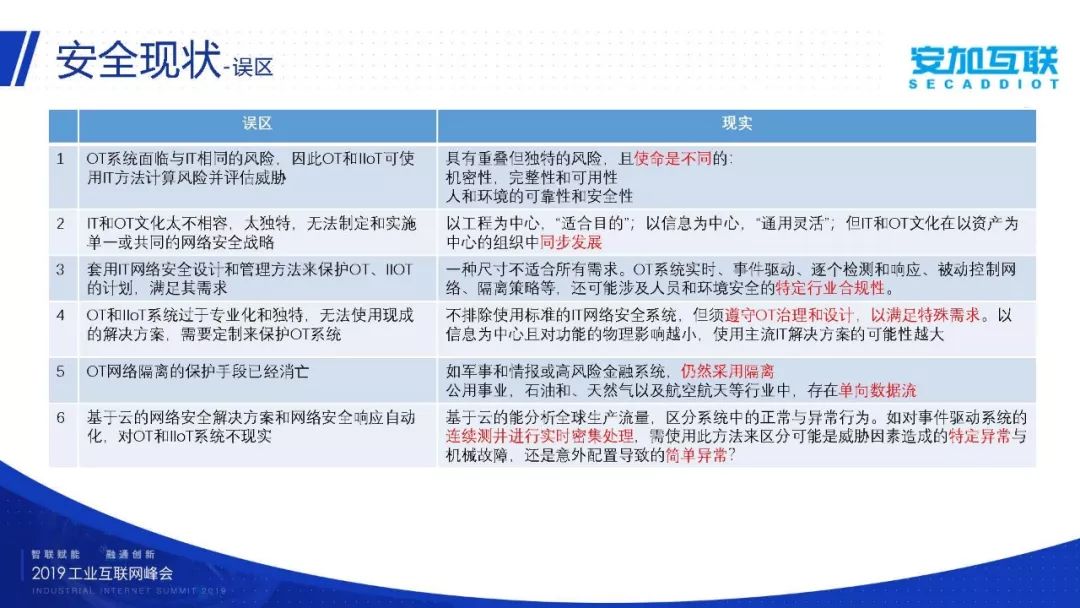 安全现状-误区
安加互联
SECADDIOT
误区
现实
1
OT系统面临与IT相同的风险，因此OT和IIoT可使
用IT方法计算风险并评估威胁
具有重叠但独特的风险，且使命是不同的：
机密性，完整性和可用性
人和环境的可靠性和安全性
2
IT和OT文化太不相容，太独特，无法制定和实施
单一或共同的网络安全战略
以工程为中心，“适合目的”；以信息为中心，“通用灵活”；但IT和OT文化在以资产为
中心的组织中同步发展
3
套用IT网络安全设计和管理方法来保护OT、IIOT
的计划，满足其需求
一种尺寸不适合所有需求。OT系统实时、事件驱动、逐个检测和响应、被动控制网
络、隔离策略等，还可能涉及人员和环境安全的特定行业合规性。
4
OT和IIoT系统过于专业化和独特，无法使用现成
的解决方案，需要定制来保护OT系统
不排除使用标准的IT网络安全系统，但须遵守OT治理和设计，以满足特殊需求。以
信息为中心且对功能的物理影响越小，使用主流IT解决方案的可能性越大
5
OT网络隔离的保护手段已经消亡
如军事和情报或高风险金融系统，仍然采用隔离
公用事业，石油和、天然气以及航空航天等行业中，存在单向数据流
6
基于云的网络安全解决方案和网络安全响应自动
化，对OT和IIoT系统不现实
基于云的能分析全球生产流量，区分系统中的正常与异常行为。如对事件驱动系统的
连续测井进行实时密集处理，需使用此方法来区分可能是威胁因素造成的特定异常与
机械故障，还是意外配置导致的简单异常？
智联赋能 融通创新
2019 工业互联网峰会
INDUSTRIAL INTERNET SUMMIT 2019